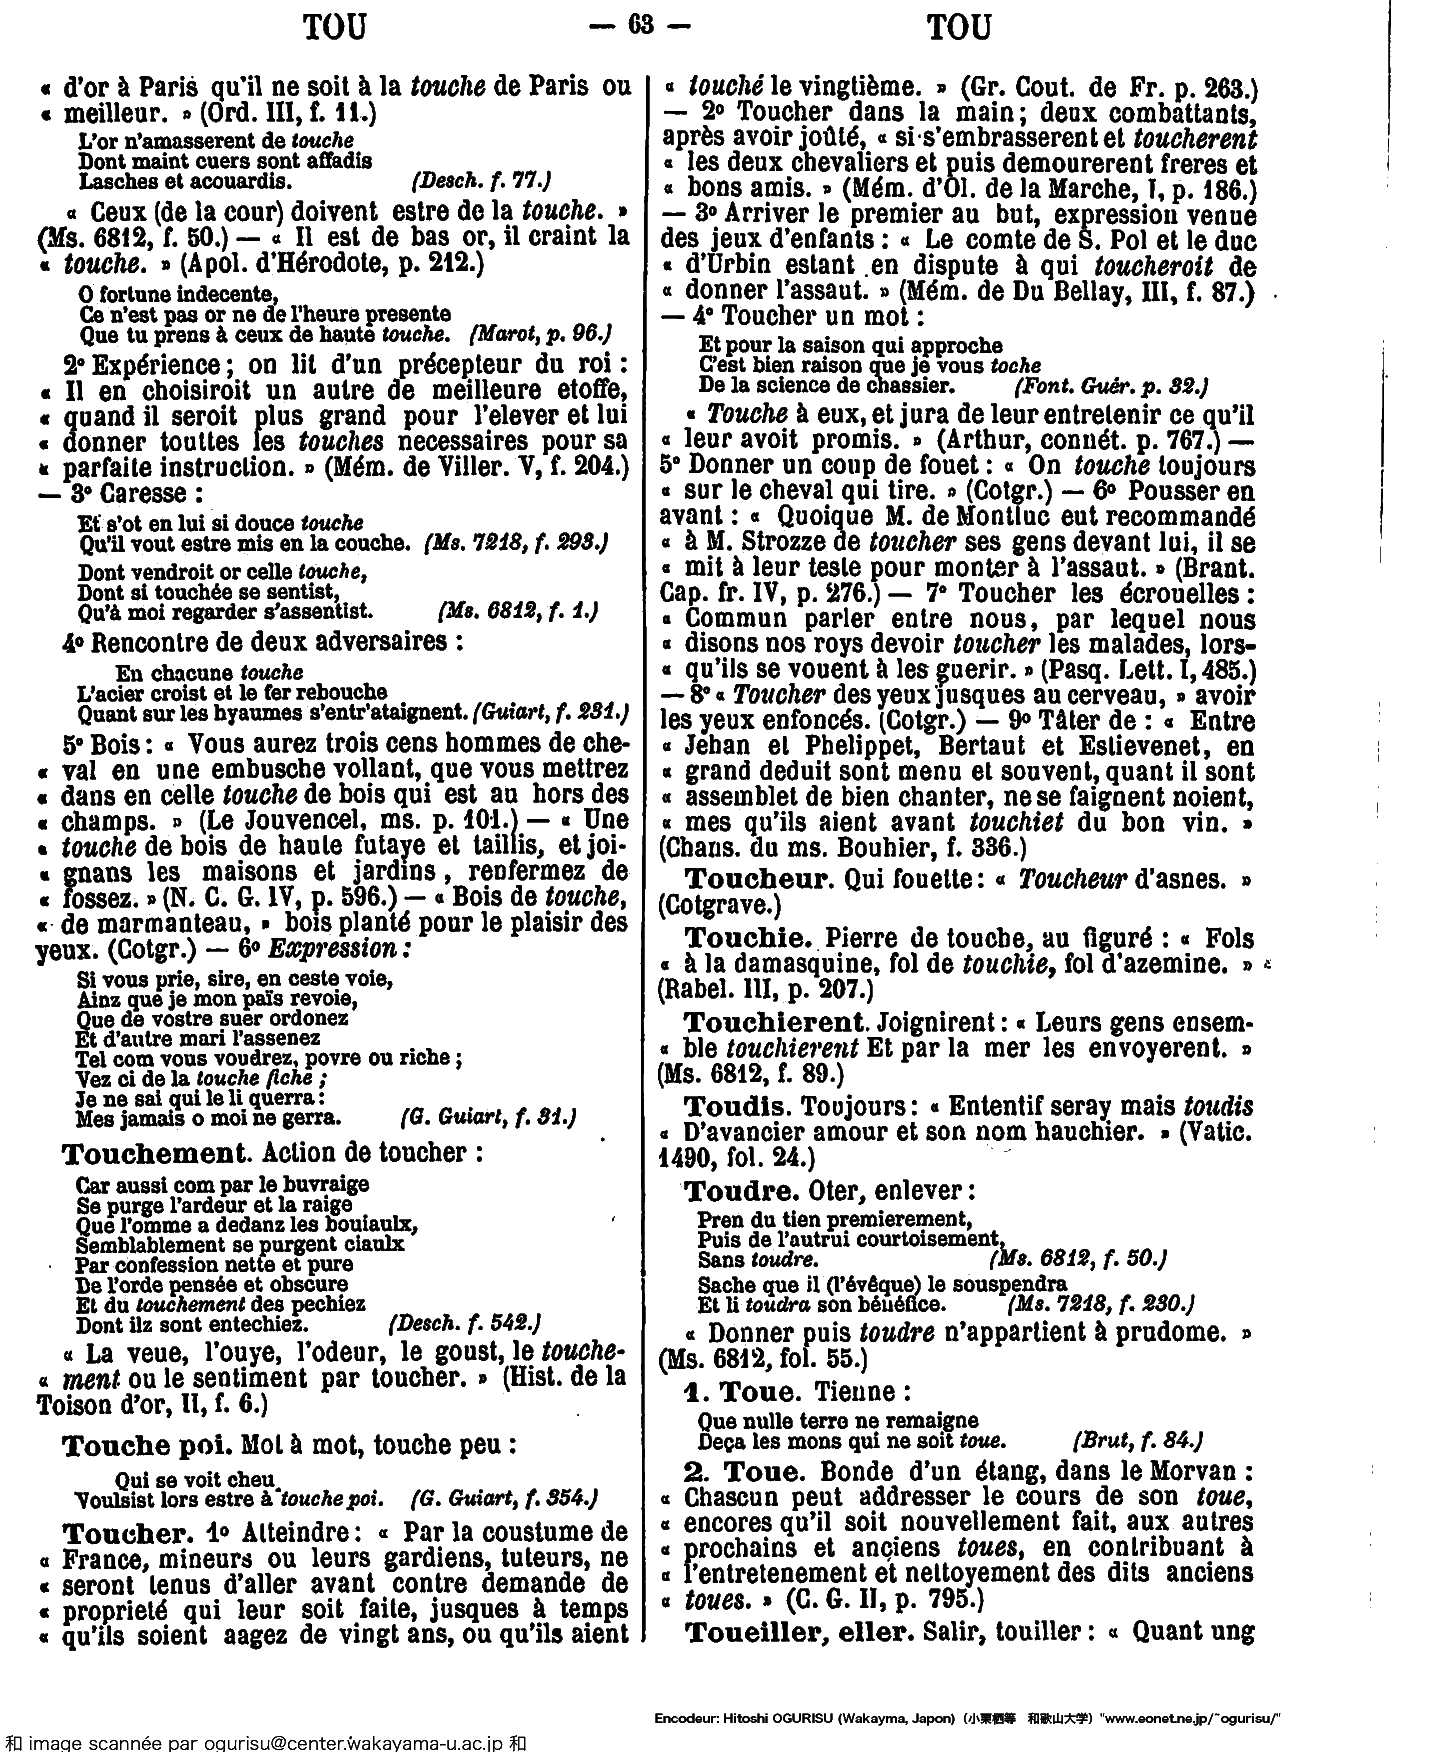 TOU — 63 — TOU
« d'or à Paris qu'il ne soit à la touche de Paris ou
« meilleur. » (Ord. III, f. 11.)
L'or n'amasserent de touche
Dont maint cuers sont affadis
Lasches et acouardis. (Desch. f. 77.)
« Ceux (de la cour) doivent estre de la touche. »
(Ms. 6812, f. 50.) — « Il est de bas or, il craint la
« touche. » (Apol. d'Hérodote, p. 212.)
O fortune indecente,
Ce n'est pas or ne de l'heure presente
Que tu prens à ceux de haute touche. (Marot, p. 96.)
2° Expérience ; on lit d'un précepteur du roi :
« Il en choisiroit un autre de meilleure etoffe,
« quand il seroit plus grand pour l'elever et lui
« donner touttes les touches necessaires pour sa
« parfaite instruction. » (Mém. de Viller. V, f. 204.)
— 3° Caresse :
Et s'ot en lui si douce touche
Qu'il vout estre mis en la couche. (Ms. 7218, f. 293.)
Dont vendroit or celle touche,
Dont si touchée se sentist,
Qu'à moi regarder s'assentist. (Ms. 6812, f. 1.)
4° Rencontre de deux adversaires :
En chacune touche
L'acier croist et le fer rebouche
Quant sur les hyaumes s'entr'ataignent. (Guiart, f. 231.)
5° Bois : « Vous aurez trois cens hommes de che-
« val en une embusche vollant, que vous mettrez
« dans en celle touche de bois qui est au hors des
« champs. » (Le Jouvencel, ms. p. 101.) — « Une
« touche de bois de haute futaye et taillis, et joi-
« gnans les maisons et jardins, renfermez de
« fossez. » (N. C. G. IV, p. 596.) — « Bois de touche,
« de marmanteau, » bois planté pour le plaisir des
yeux. (Cotgr.) — 6° Expression :
Si vous prie, sire, en ceste voie,
Ainz que je mon païs revoie,
Que de vostre suer ordonez
Et d'autre mari l'assenez
Tel com vous voudrez, povre ou riche ;
Vez ci de la touche fiche ;
Je ne sai qui le li querra :
Mes jamais o moi ne gerra. (G. Guiart, f. 31.)
Touchement. Action de toucher :
Car aussi com par le buvraige
Se purge l'ardeur et la raige
Que l'omme a dedanz les bouiaulx,
Semblablement se purgent ciaulx
Par confession nette et pure
De l'orde pensée et obscure
Et du touchement des pechiez
Dont ilz sont entechiez. (Desch. f. 542.)
« La veue, l'ouye, l'odeur, le goust, le touche-
« ment ou le sentiment par toucher. » (Hist. de la
Toison d'or, II, f. 6.)
Touche poi. Mot à mot, touche peu :
Qui se voit cheu
Voulsist lors estre à touche poi. (G. Guiart, f. 354.)
Toucher. 1° Atteindre : « Par la coustume de
« France, mineurs ou leurs gardiens, tuteurs, ne
« seront tenus d'aller avant contre demande de
« proprieté qui leur soit faite, jusques à temps
« qu'ils soient aagez de vingt ans, ou qu'ils aient
« touché le vingtième. » (Gr. Cout. de Fr. p. 263.)
— 2° Toucher dans la main ; deux combattants,
après avoir joûté, « si s'embrasserent et toucherent
« les deux chevaliers et puis demourerent freres et
« bons amis. » (Mém. d'Ol. de la Marche, I, p. 186.)
— 3° Arriver le premier au but, expression venue
des jeux d'enfants : « Le comte de S. Pol et le duc
« d'Urbin estant en dispute à qui toucheroit de
« donner l'assaut. » (Mém. de Du Bellay, III, f. 87.)
— 4° Toucher un mot :
Et pour la saison qui approche
C'est bien raison que je vous toche
De la science de chassier. (Font. Guér. p. 32.)
« Touche à eux, et jura de leur entretenir ce qu'il
« leur avoit promis. » (Arthur, connét. p. 767.) —
5° Donner un coup de fouet : « On touche toujours
« sur le cheval qui tire. » (Cotgr.) — 6° Pousser en
avant : « Quoique M. de Montluc eut recommandé
« à M. Strozze de toucher ses gens devant lui, il se
« mit à leur teste pour monter à l'assaut. » (Brant.
Cap. fr. IV, p. 276.) — 7° Toucher les écrouelles :
« Commun parler entre nous, par lequel nous
« disons nos roys devoir toucher les malades, lors-
« qu'ils se vouent à les guerir. » (Pasq. Lett. I, 485.)
— 8° « Toucher des yeux jusques au cerveau, » avoir
les yeux enfoncés. (Cotgr.) — 9° Tâter de : « Entre
« Jehan et Phelippet, Bertaut et Estievenet, en
« grand deduit sont menu et souvent, quant il sont
« assemblet de bien chanter, ne se faignent noient,
« mes qu'ils aient avant touchiet du bon vin. »
(Chans. du ms. Bouhier, f. 336.)
Toucheur. Qui fouette : « Toucheur d'asnes. »
(Cotgrave.)
Touchie. Pierre de touche, au figuré : « Fols
« à la damasquine, fol de touchie, fol d'azemine. »
(Rabel. III, p. 207.)
Touchierent. Joignirent : « Leurs gens ensem-
« ble touchierent Et par la mer les envoyerent. »
(Ms. 6812, f. 89.)
Toudis. Toujours : « Ententif seray mais toudis
« D'avancier amour et son nom hauchier. » (Vatic.
1490, fol. 24.)
Toudre. Oter, enlever :
Pren du tien premierement,
Puis de l'autrui courtoisement,
Sans toudre. (Ms. 6812, f. 50.)
Sache que il (l'évêque) le souspendra
Et li toudra son bénéfice. (Ms. 7218, f. 230.)
« Donner puis toudre n'appartient à prudome. »
(Ms. 6812, fol. 55.)
1. Toue. Tienne :
Que nulle terre ne remaigne
Deça les mons qui ne soit toue. (Brut, f. 84.)
2. Toue. Bonde d'un étang, dans le Morvan :
« Chascun peut addresser le cours de son toue,
« encores qu'il soit nouvellement fait, aux autres
« prochains et anciens toues, en contribuant à
« l'entretenement et nettoyement des dits anciens
« toues. » (C. G. II, p. 795.)
Toueiller, eller. Salir, touiller : « Quant ung
Encodeur: Hitoshi OGURISU (Wakayma, Japon) (小栗栖等 和歌山大学) "www.eonet.ne.jp/~ogurisu/"
和 image scannée par ogurisu@center.wakayama-u.ac.jp 和